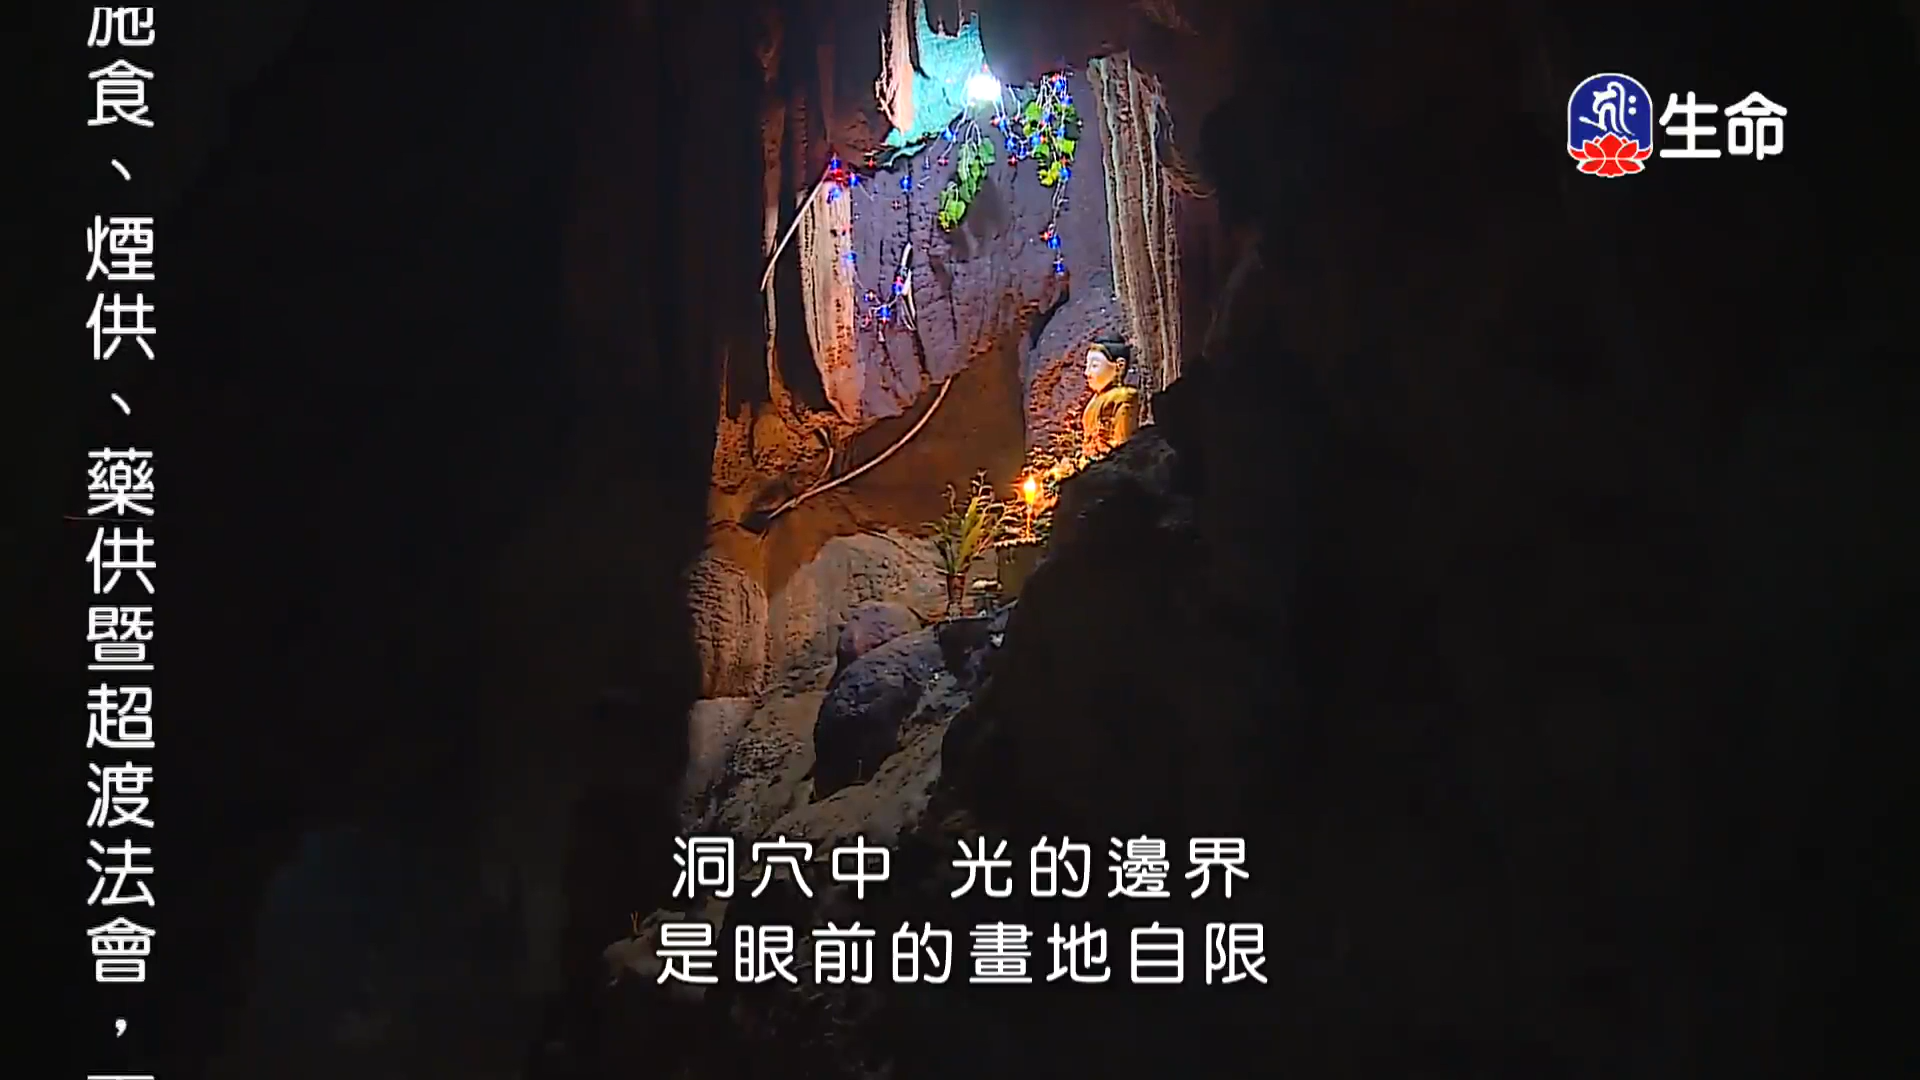 施食、煙供、藥供暨超渡法會，
生命
洞穴中 光的邊界
是眼前的畫地自限